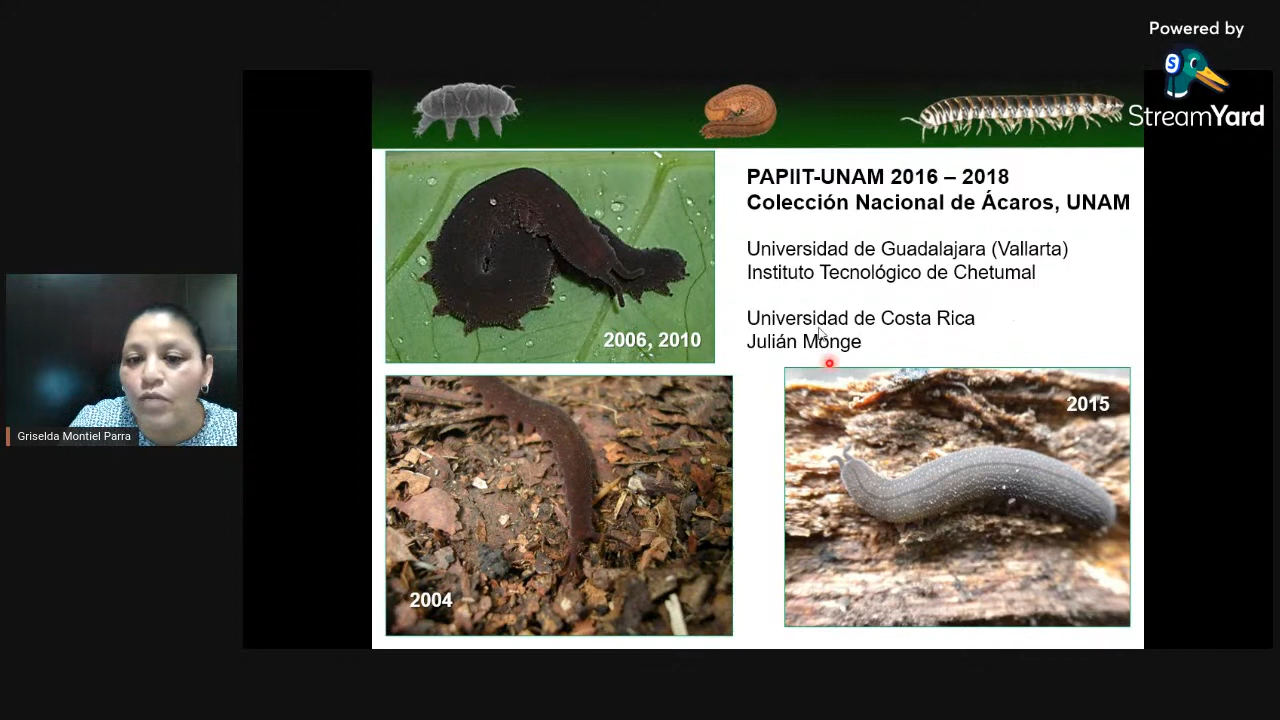 Powered by
S
StreamYard
PAPIIT-UNAM 2016 – 2018
Colección Nacional de Ácaros, UNAM
Universidad de Guadalajara (Vallarta)
Instituto Tecnológico de Chetumal
Universidad de Costa Rica
Julián Monge
2006, 2010
2015
Griselda Montiel Parra
2004